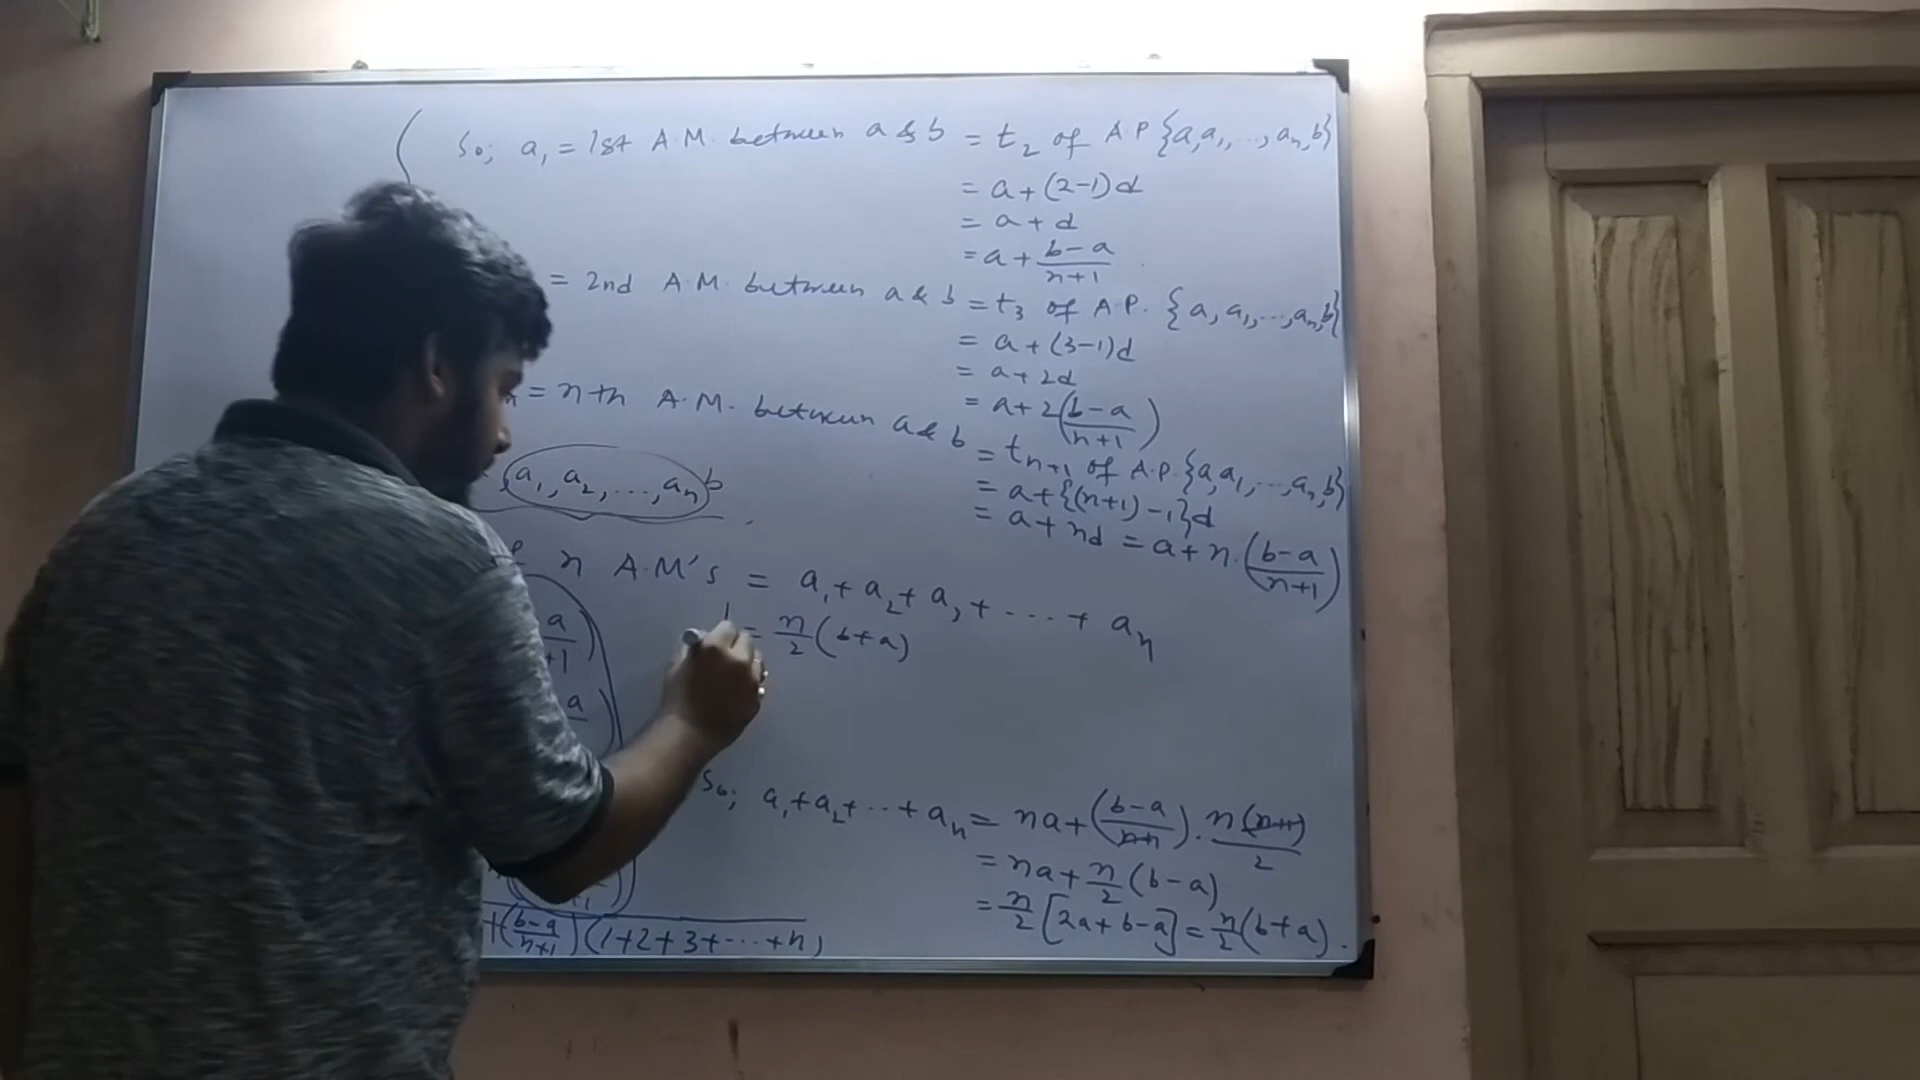 So; a₁ = 1st A.M. between a & b = t₂ of A.P {a, a₁, ..., aₙ, b}
= a + (2-1)d
= a + d
= a + (b-a)/(n+1)
= 2nd A.M. between a & b = t₃ of A.P. {a, a₁, ..., aₙ, b}
= a + (3-1)d
= a + 2d
= a + 2((b-a)/(n+1))
= nth A.M. between a & b = tₙ₊₁ of A.P. {a, a₁, ..., aₙ, b}
= a + {(n+1) - 1}d
= a + nd = a + n.((b-a)/(n+1))
a₁, a₂, ..., aₙ b
n A.M's = a₁ + a₂ + a₃ + .... + aₙ
= n/2 (b+a)
So; a₁ + a₂ + .. + aₙ = na + ((b-a)/(n+1)) . n(n+1)/2
= na + n/2 (b-a)
= n/2 [2a + b - a] = n/2 (b+a).
+ ((b-a)/(n+1)) (1+2+3+...+n)